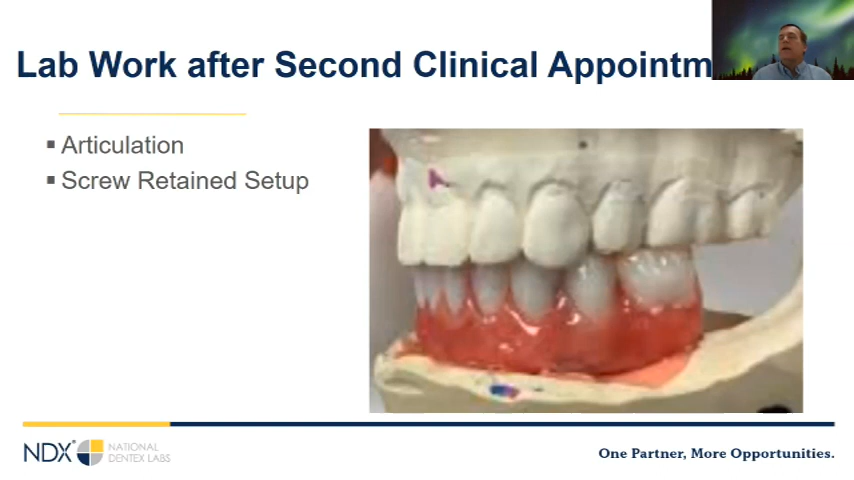 Lab Work after Second Clinical Appointm
▪ Articulation
▪ Screw Retained Setup
NDX® NATIONAL
DENTEX LABS
One Partner, More Opportunities.